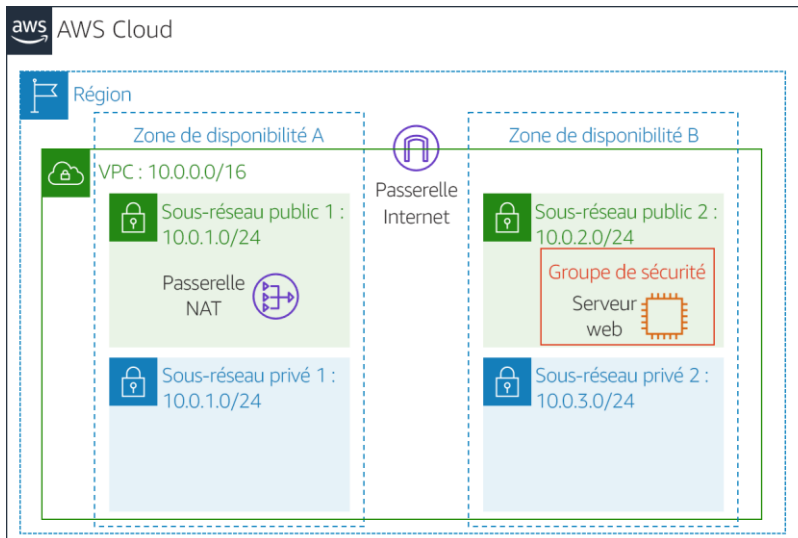 aws
AWS Cloud
Région
Zone de disponibilité A
Zone de disponibilité B
VPC : 10.0.0.0/16
Passerelle
Internet
Sous-réseau public 1 :
10.0.1.0/24
Passerelle
NAT
Sous-réseau public 2 :
10.0.2.0/24
Groupe de sécurité
Serveur
web
Sous-réseau privé 1 :
10.0.1.0/24
Sous-réseau privé 2 :
10.0.3.0/24